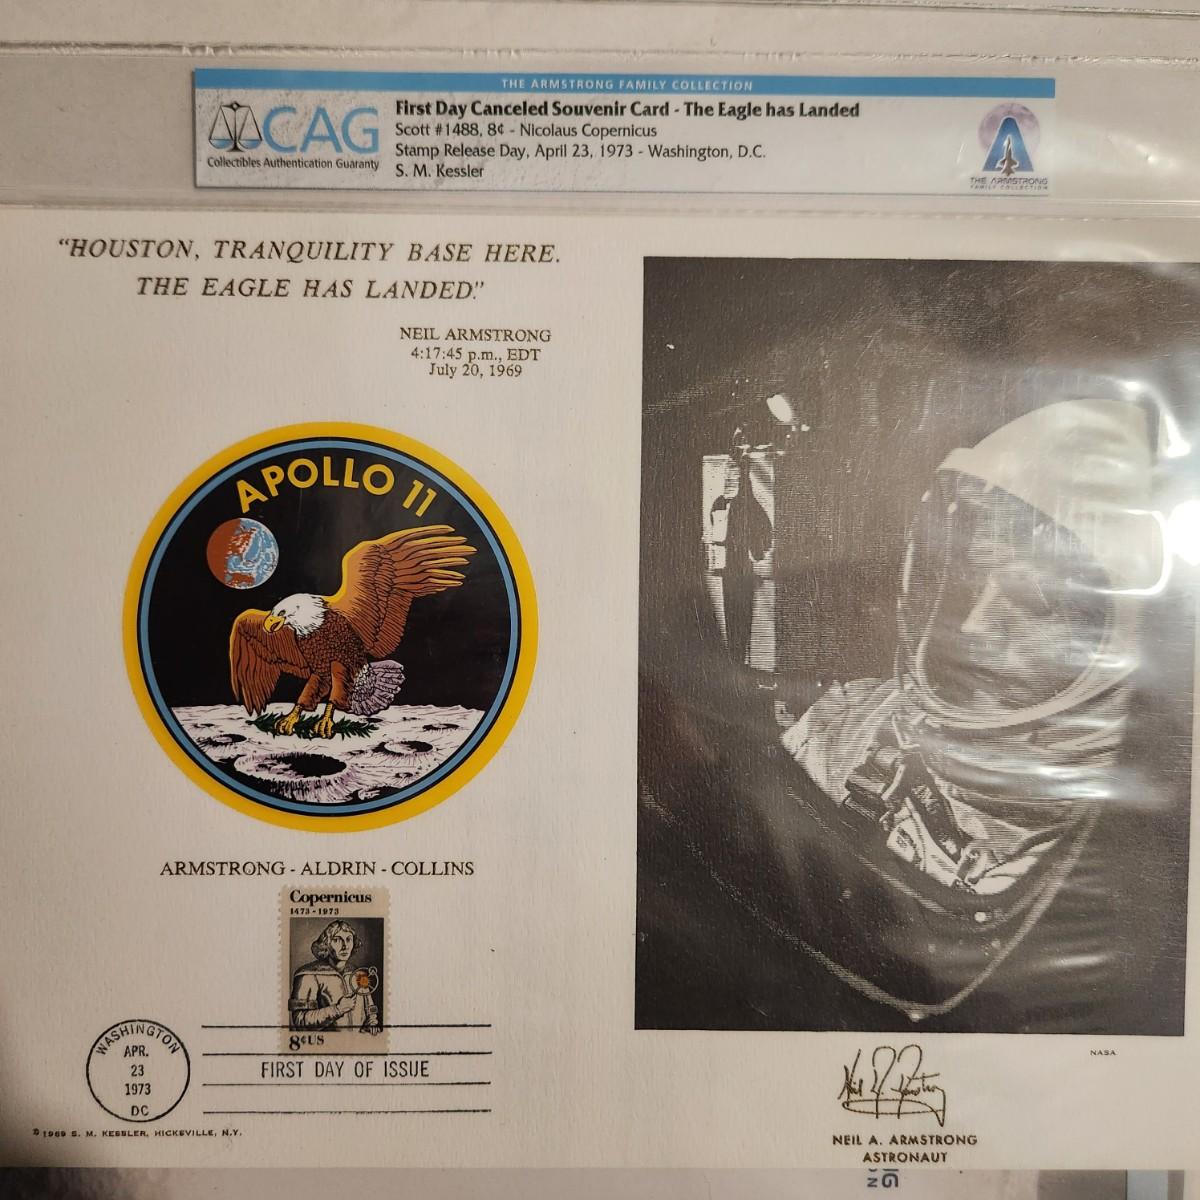 THE ARMSTRONG FAMILY COLLECTION
CAG
Collectibles Authentication Guaranty
First Day Canceled Souvenir Card - The Eagle has Landed
Scott #1488, 8¢ - Nicolaus Copernicus
Stamp Release Day, April 23, 1973 - Washington, D.C.
S. M. Kessler
THE ARMSTRONG
FAMILY COLLECTION
"HOUSTON, TRANQUILITY BASE HERE.
THE EAGLE HAS LANDED."
NEIL ARMSTRONG
4:17:45 p.m., EDT
July 20, 1969
APOLLO 11
ARMSTRONG - ALDRIN - COLLINS
Copernicus
1473-1973
8¢US
WASHINGTON
APR.
23
1973
DC
FIRST DAY OF ISSUE
© 1969 S. M. KESSLER, HICKSVILLE, N.Y.
NASA
Neil A. Armstrong
NEIL A. ARMSTRONG
ASTRONAUT